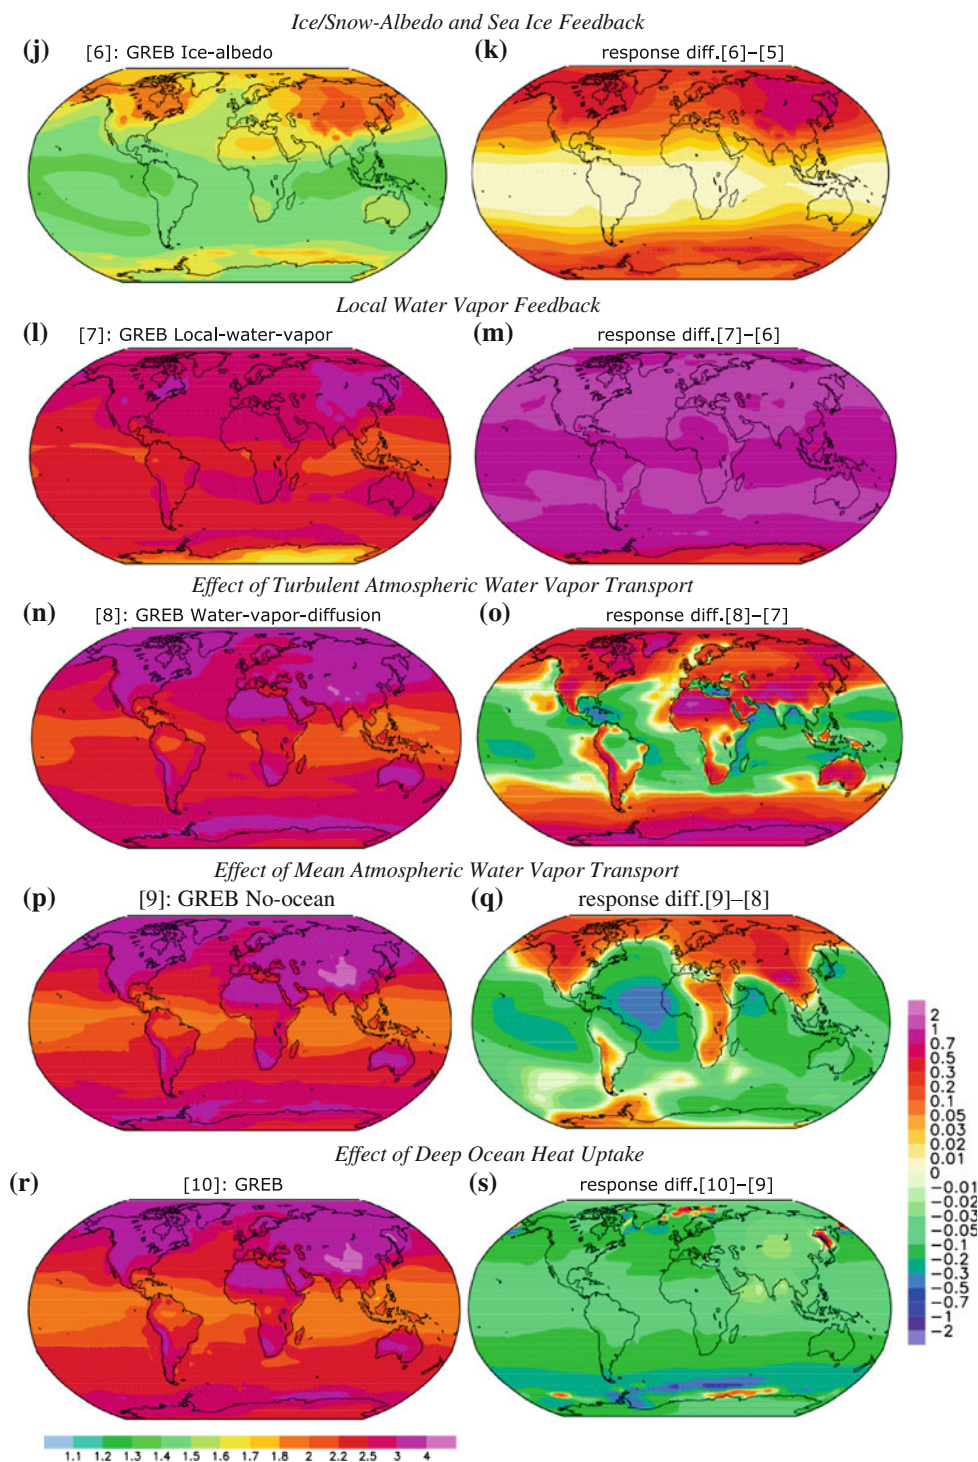 Ice/Snow-Albedo and Sea Ice Feedback
(j) [6]: GREB Ice-albedo
(k) response diff.[6]-[5]
Local Water Vapor Feedback
(l) [7]: GREB Local-water-vapor
(m) response diff.[7]-[6]
Effect of Turbulent Atmospheric Water Vapor Transport
(n) [8]: GREB Water-vapor-diffusion
(o) response diff.[8]-[7]
Effect of Mean Atmospheric Water Vapor Transport
(p) [9]: GREB No-ocean
(q) response diff.[9]–[8]
Effect of Deep Ocean Heat Uptake
(r) [10]: GREB
(s) response diff.[10]-[9]
2
1
0.7
0.5
0.3
0.1
0.05
0.03
0.02
0.01
0
-0.01
-0.03
-0.05
-0.1
-0.3
-0.5
-0.7
-1
-2
1.1 1.2 1.3 1.4 1.5 1.6 1.7 1.8 2 2.2 2.5 3 4